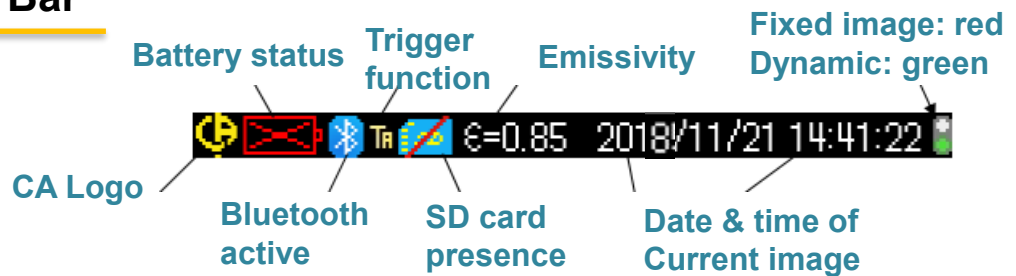 Bar
Battery status
Trigger
function
Emissivity
Fixed image: red
Dynamic: green
TA €=0.85 2018/11/21 14:41:22
CA Logo
Bluetooth
active
SD card
presence
Date & time of
Current image